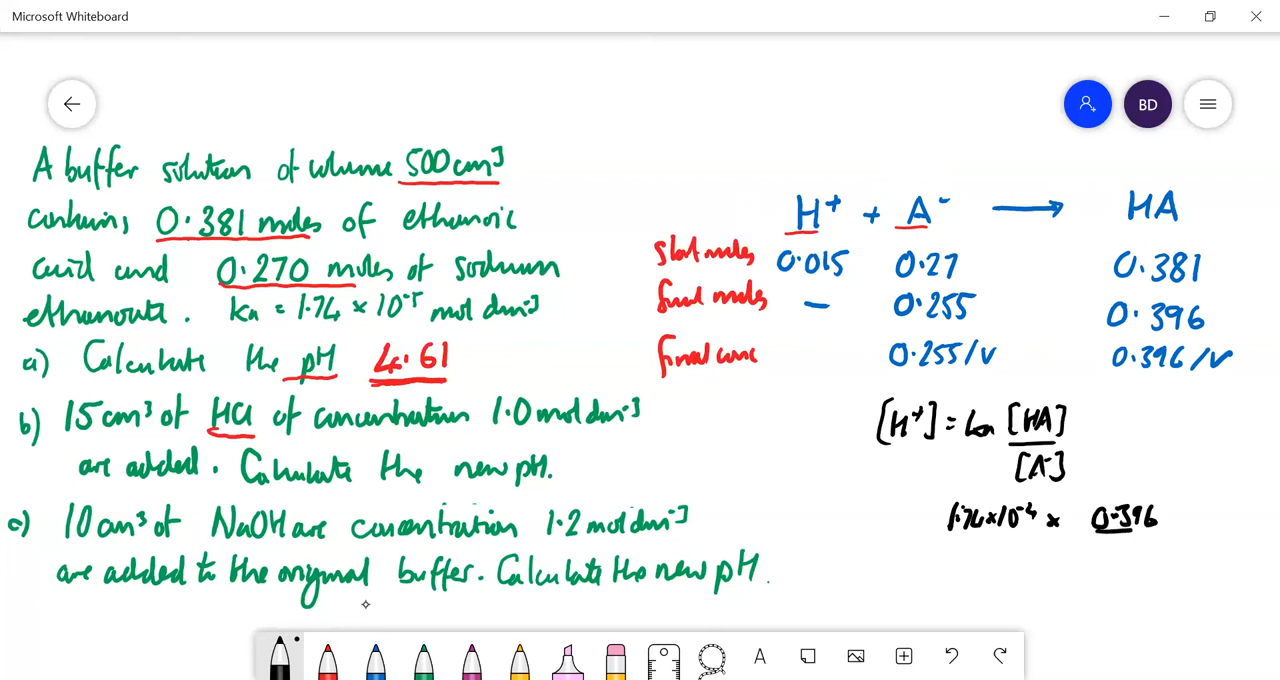 Microsoft Whiteboard
BD
A buffer solution of volume 500cm³
contains 0.381 moles of ethanoic
acid and 0.270 moles of sodium
ethanoate. ka = 1.74 × 10⁻⁵ mol dm⁻³
a) Calculate the pH 4.61
b) 15cm³ of HCl of concentration 1.0 mol dm⁻³
are added. Calculate the new pH.
c) 10cm³ of NaOH are concentration 1.2 mol dm⁻³
are added to the original buffer. Calculate the new pH.
H⁺ + A⁻ → HA
start moles 0.015 0.27 0.381
final moles – 0.255 0.396
final conc 0.255/v 0.396/v
[H⁺] = ka [HA]
[A⁻]
1.74×10⁻⁴ × 0.396
A